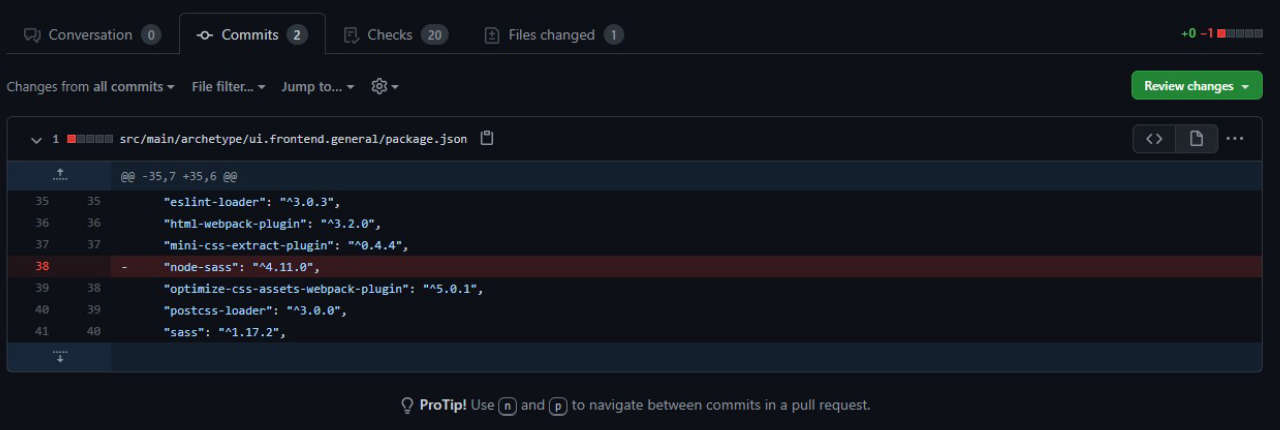 Conversation 0 Commits 2 Checks 20 Files changed 1 +0 −1
Changes from all commits File filter... Jump to... Review changes
1 src/main/archetype/ui.frontend.general/package.json
@@ -35,7 +35,6 @@
35 35 "eslint-loader": "^3.0.3",
36 36 "html-webpack-plugin": "^3.2.0",
37 37 "mini-css-extract-plugin": "^0.4.4",
38 - "node-sass": "^4.11.0",
39 38 "optimize-css-assets-webpack-plugin": "^5.0.1",
40 39 "postcss-loader": "^3.0.0",
41 40 "sass": "^1.17.2",
ProTip! Use n and p to navigate between commits in a pull request.